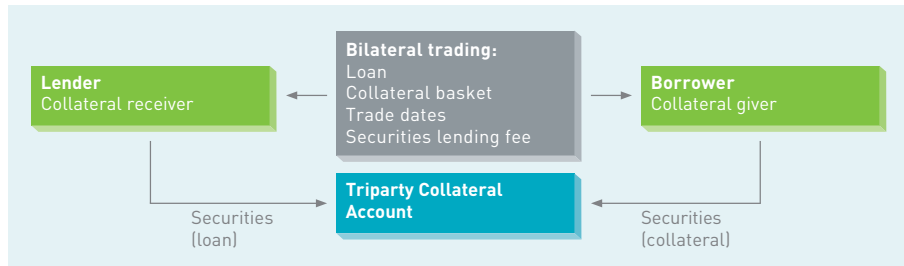 Lender
Collateral receiver
Bilateral trading:
Loan
Collateral basket
Trade dates
Securities lending fee
Borrower
Collateral giver
Triparty Collateral
Account
Securities
(loan)
Securities
(collateral)